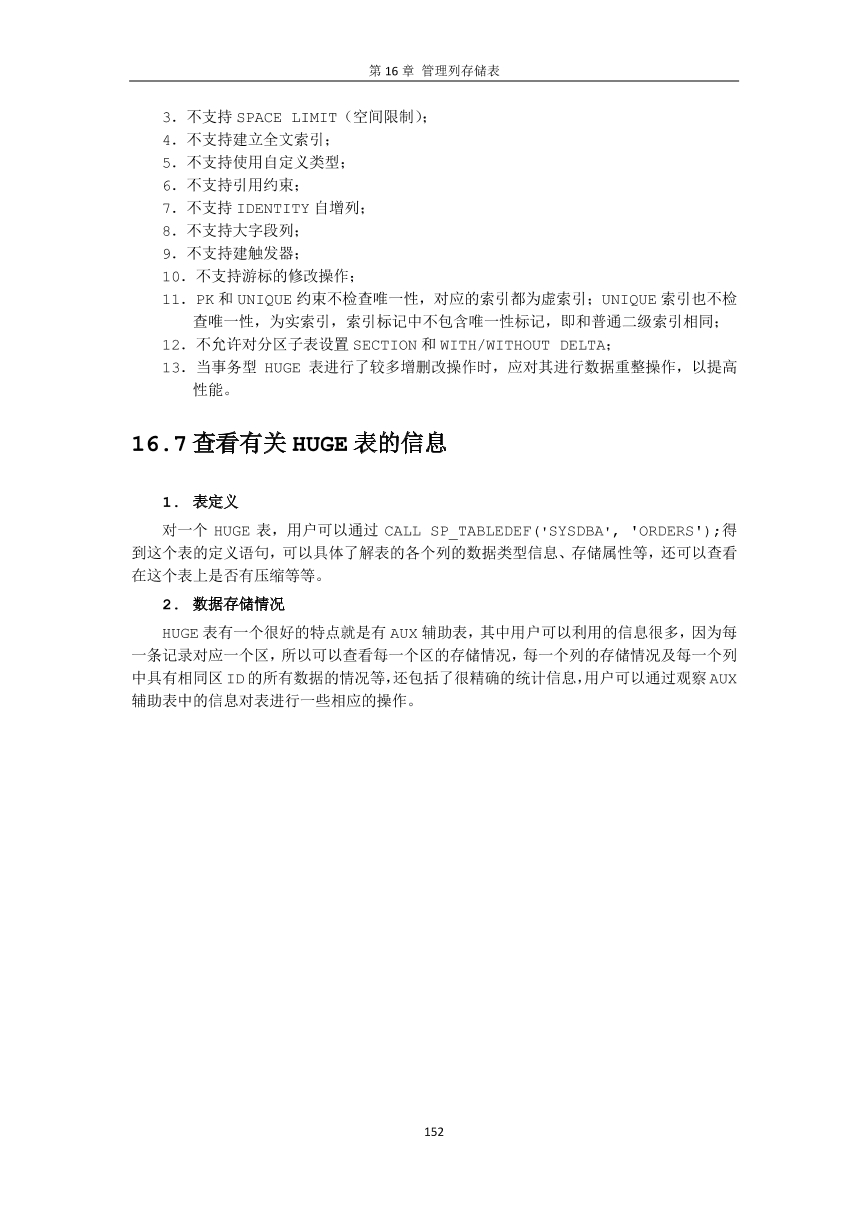 第 16 章 管理列存储表
3．不支持 SPACE LIMIT（空间限制）；
4．不支持建立全文索引；
5．不支持使用自定义类型；
6．不支持引用约束；
7．不支持 IDENTITY 自增列；
8．不支持大字段列；
9．不支持建触发器；
10．不支持游标的修改操作；
11．PK 和 UNIQUE 约束不检查唯一性，对应的索引都为虚索引；UNIQUE 索引也不检
查唯一性，为实索引，索引标记中不包含唯一性标记，即和普通二级索引相同；
12．不允许对分区子表设置 SECTION 和 WITH/WITHOUT DELTA；
13．当事务型 HUGE 表进行了较多增删改操作时，应对其进行数据重整操作，以提高
性能。
16.7 查看有关 HUGE 表的信息
1． 表定义
对一个 HUGE 表，用户可以通过 CALL SP_TABLEDEF('SYSDBA', 'ORDERS');得
到这个表的定义语句，可以具体了解表的各个列的数据类型信息、存储属性等，还可以查看
在这个表上是否有压缩等等。
2． 数据存储情况
HUGE 表有一个很好的特点就是有 AUX 辅助表，其中用户可以利用的信息很多，因为每
一条记录对应一个区，所以可以查看每一个区的存储情况，每一个列的存储情况及每一个列
中具有相同区 ID 的所有数据的情况等，还包括了很精确的统计信息，用户可以通过观察 AUX
辅助表中的信息对表进行一些相应的操作。
152